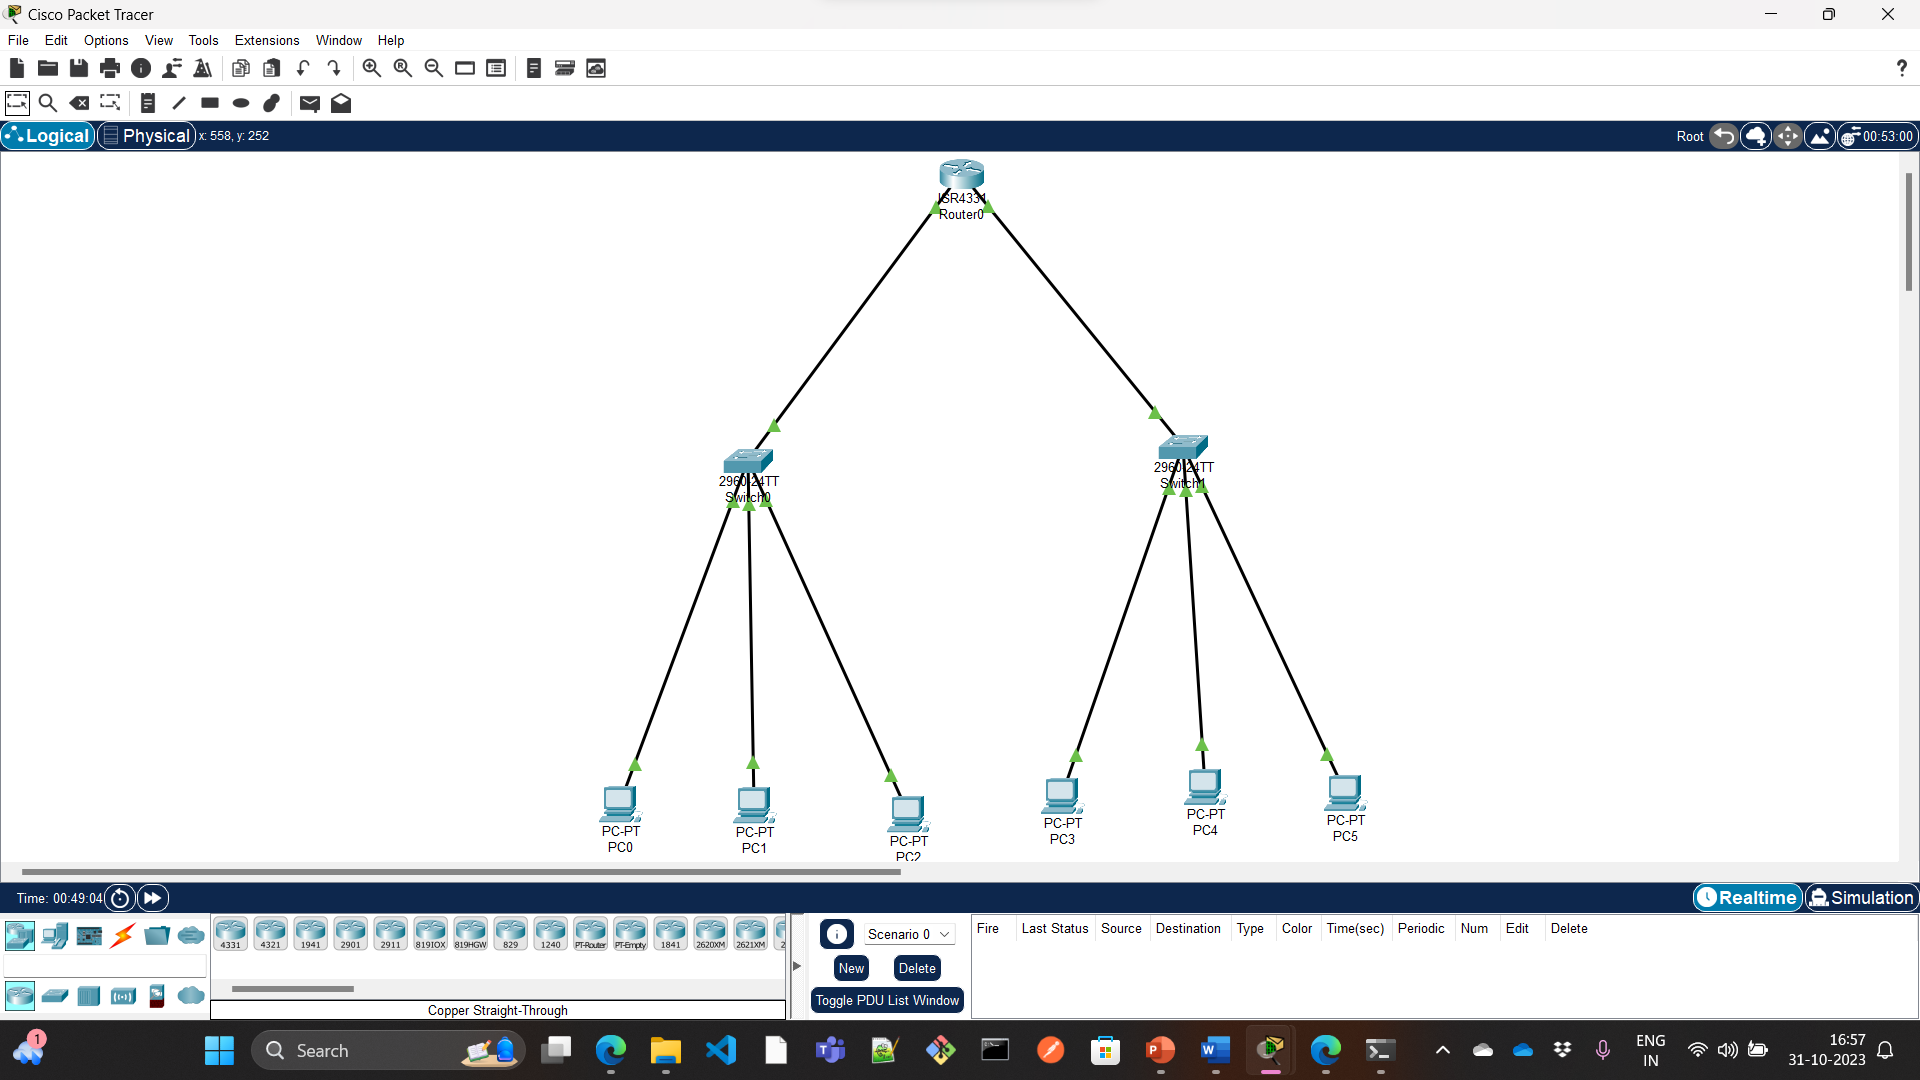 Cisco Packet Tracer
File Edit Options View Tools Extensions Window Help
?
Logical Physical x: 558, y: 252 Root 00:53:00
ISR4331
Router0
2960-24TT
Switch0
2960-24TT
Switch1
PC-PT
PC0
PC-PT
PC1
PC-PT
PC2
PC-PT
PC3
PC-PT
PC4
PC-PT
PC5
Time: 00:49:04 Realtime Simulation
4331 4321 1941 2901 2911 819IOX 819HGW 829 1240 PT-Router PT-Empty 1841 2620XM 2621XM 2
Copper Straight-Through
Scenario 0
New Delete
Toggle PDU List Window
Fire Last Status Source Destination Type Color Time(sec) Periodic Num Edit Delete
1
Search
ENG
IN
16:57
31-10-2023